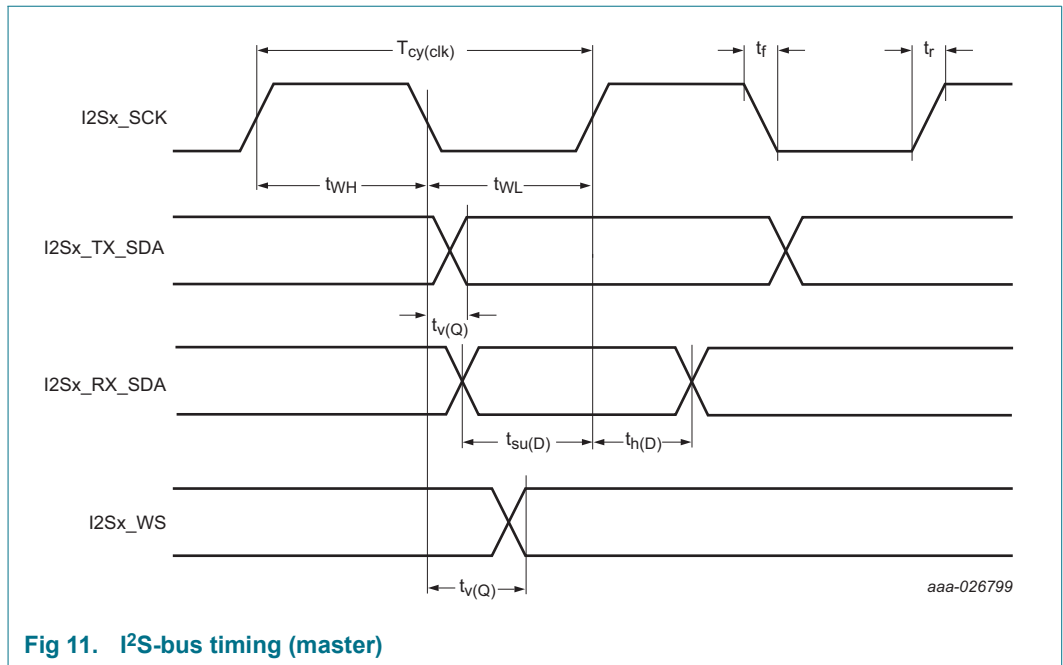 Tcy(clk)
tf
tr
I2Sx_SCK
tWH
tWL
I2Sx_TX_SDA
tv(Q)
I2Sx_RX_SDA
tsu(D)
th(D)
I2Sx_WS
tv(Q)
aaa-026799
Fig 11. I²S-bus timing (master)